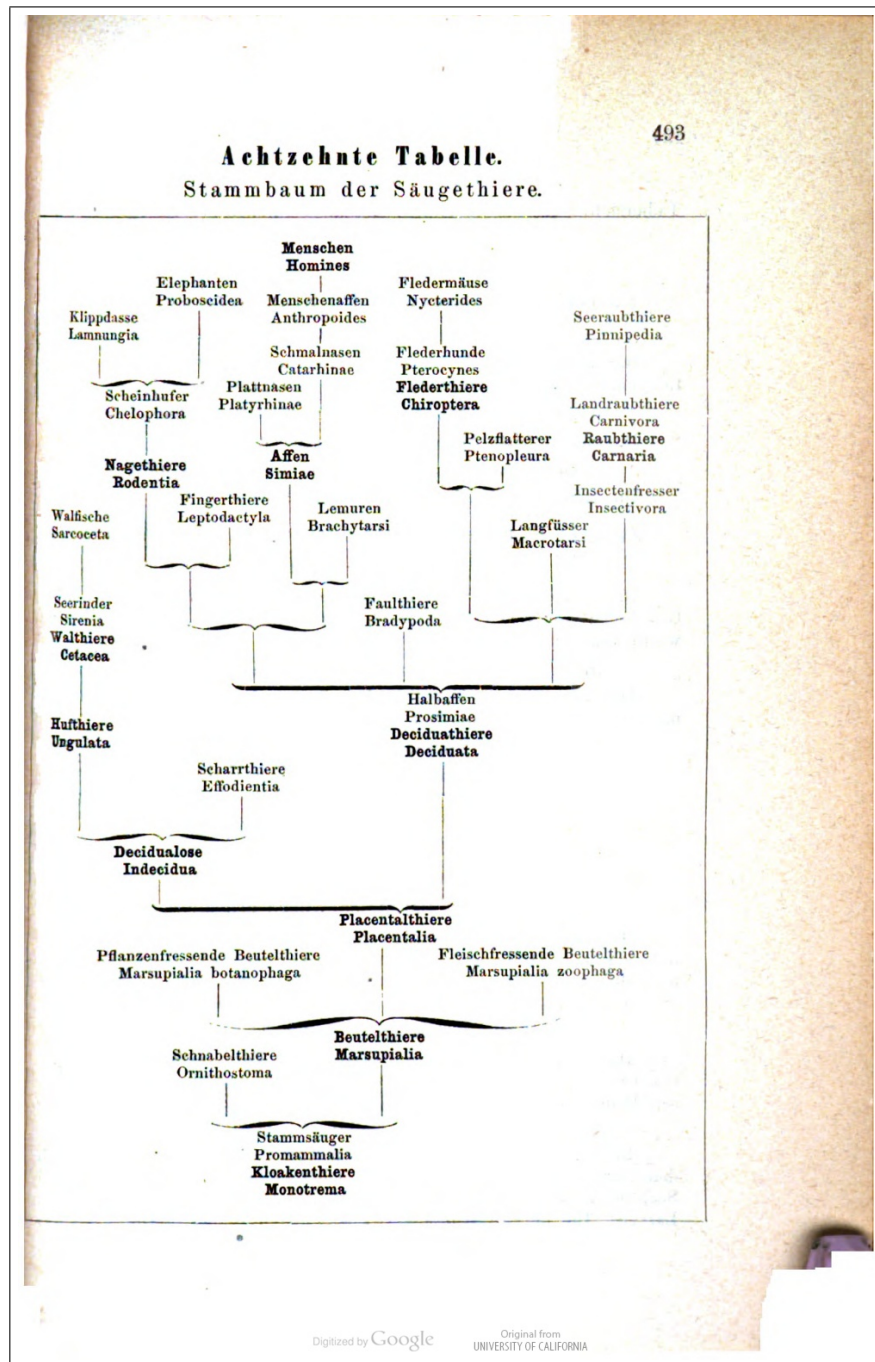 493
Achtzehnte Tabelle.
Stammbaum der Säugethiere.
Menschen
Homines
Elephanten
Proboscidea
Menschenaffen
Anthropoides
Fledermäuse
Nycterides
Klippdasse
Lamnungia
Seeraubthiere
Pinnipedia
Schmalnasen
Catarhinae
Flederhunde
Pterocynes
Flederthiere
Chiroptera
Plattnasen
Platyrhinae
Scheinhufer
Chelophora
Landraubthiere
Carnivora
Raubthiere
Carnaria
Pelzflatterer
Ptenopleura
Affen
Simiae
Nagethiere
Rodentia
Insectenfresser
Insectivora
Fingerthiere
Leptodactyla
Lemuren
Brachytarsi
Walfische
Sarcoceta
Langfüsser
Macrotarsi
Seerinder
Sirenia
Walthiere
Cetacea
Faulthiere
Bradypoda
Halbaffen
Prosimiae
Deciduathiere
Deciduata
Hufthiere
Ungulata
Scharrthiere
Effodientia
Decidualose
Indecidua
Placentalthiere
Placentalia
Pflanzenfressende Beutelthiere
Marsupialia botanophaga
Fleischfressende Beutelthiere
Marsupialia zoophaga
Beutelthiere
Marsupialia
Schnabelthiere
Ornithostoma
Stammsäuger
Promammalia
Kloakenthiere
Monotrema
Digitized by Google
Original from
UNIVERSITY OF CALIFORNIA